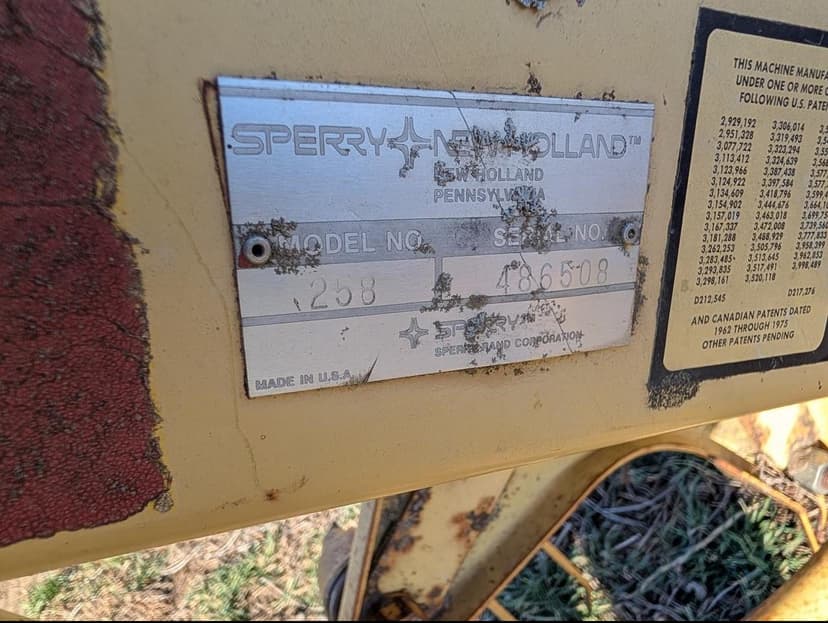 SPERRY NEW HOLLAND™
NEW HOLLAND
PENNSYLVANIA
MODEL NO. SERIAL NO.
258 486508
SPERRY
SPERRY RAND CORPORATION
MADE IN U.S.A.
THIS MACHINE MANUFA
UNDER ONE OR MORE O
FOLLOWING U.S. PATE
2,929,192 3,306,014
2,951,328 3,319,493
3,077,722 3,323,294
3,113,412 3,324,639
3,123,966 3,387,438
3,124,922 3,397,584
3,134,609 3,418,796
3,154,902 3,444,676
3,157,019 3,463,018
3,167,337 3,472,008
3,181,288 3,488,929
3,262,253 3,505,796 3,958,399
3,283,485 3,513,645 3,962,853
3,293,835 3,517,491 3,998,489
3,298,161 3,520,118
D212,545 D217,276
AND CANADIAN PATENTS DATED
1962 THROUGH 1975
OTHER PATENTS PENDING